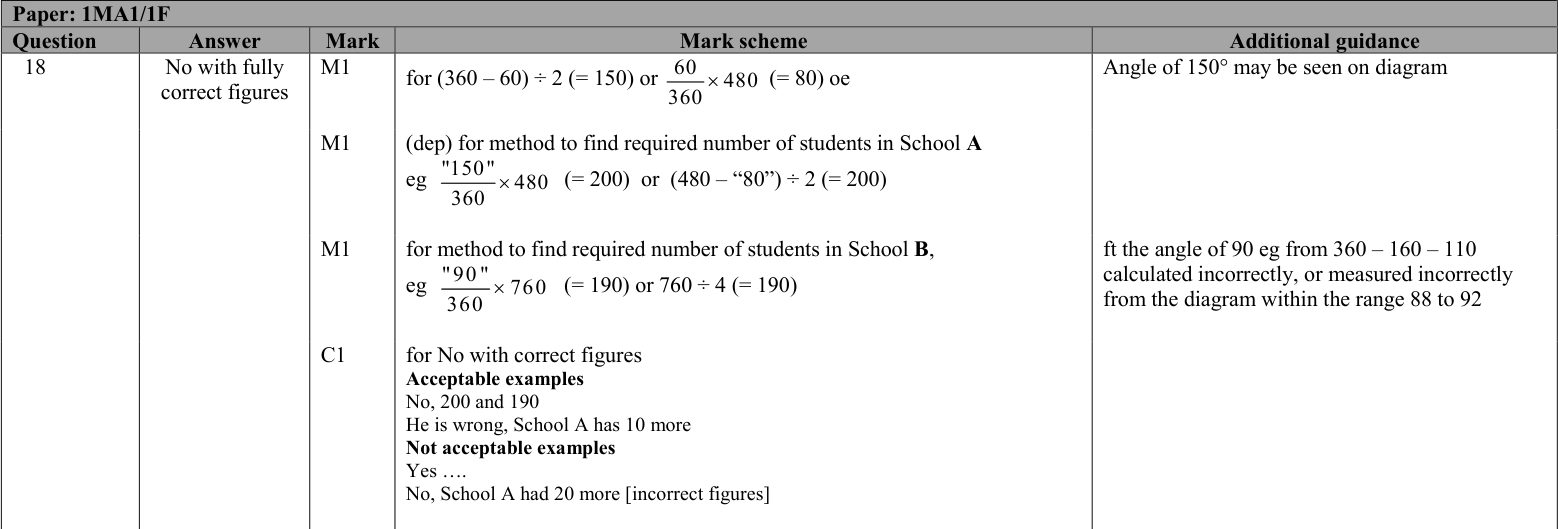 Paper: 1MA1/1F
Question Answer Mark Mark scheme Additional guidance
18 No with fully correct figures M1 for (360 – 60) ÷ 2 (= 150) or 60/360 × 480 (= 80) oe Angle of 150° may be seen on diagram
M1 (dep) for method to find required number of students in School A
eg "150"/360 × 480 (= 200) or (480 – “80”) ÷ 2 (= 200)
M1 for method to find required number of students in School B,
eg "90"/360 × 760 (= 190) or 760 ÷ 4 (= 190)
ft the angle of 90 eg from 360 – 160 – 110
calculated incorrectly, or measured incorrectly
from the diagram within the range 88 to 92
C1 for No with correct figures
Acceptable examples
No, 200 and 190
He is wrong, School A has 10 more
Not acceptable examples
Yes ….
No, School A had 20 more [incorrect figures]